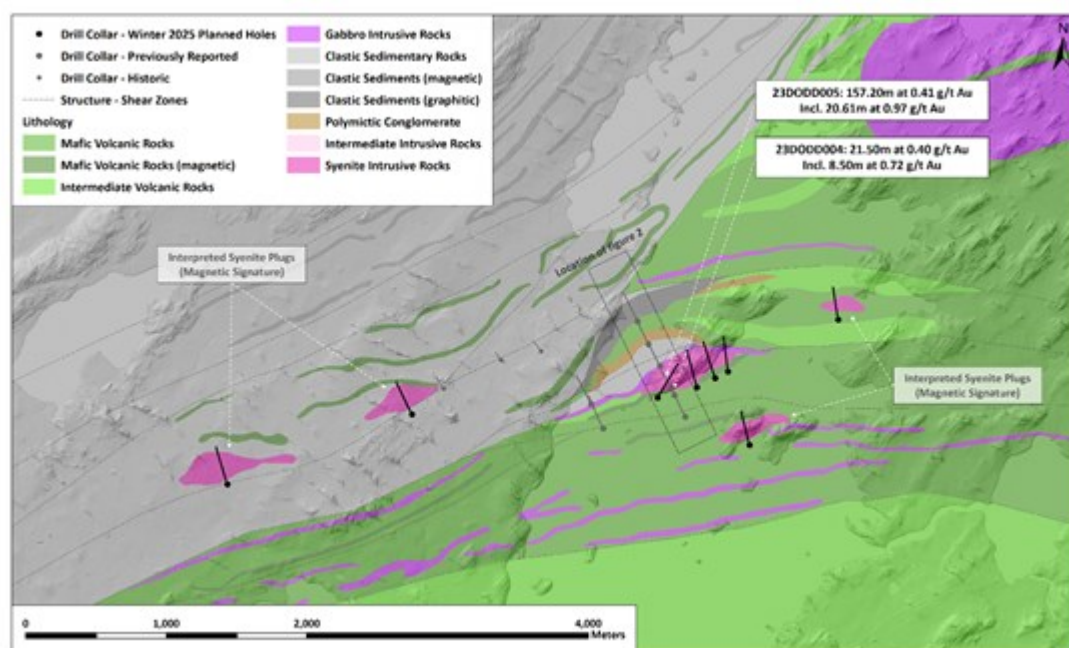 Drill Collar - Winter 2025 Planned Holes
Drill Collar - Previously Reported
Drill Collar - Historic
Structure - Shear Zones
Lithology
Mafic Volcanic Rocks
Mafic Volcanic Rocks (magnetic)
Intermediate Volcanic Rocks
Gabbro Intrusive Rocks
Clastic Sedimentary Rocks
Clastic Sediments (magnetic)
Clastic Sediments (graphitic)
Polymictic Conglomerate
Intermediate Intrusive Rocks
Syenite Intrusive Rocks
N
23DODD005: 157.20m at 0.41 g/t Au
Incl. 20.61m at 0.97 g/t Au
23DODD004: 21.50m at 0.40 g/t Au
Incl. 8.50m at 0.72 g/t Au
Location of figure 2
Interpreted Syenite Plugs
(Magnetic Signature)
Interpreted Syenite Plugs
(Magnetic Signature)
0 1,000 2,000 4,000
Meters